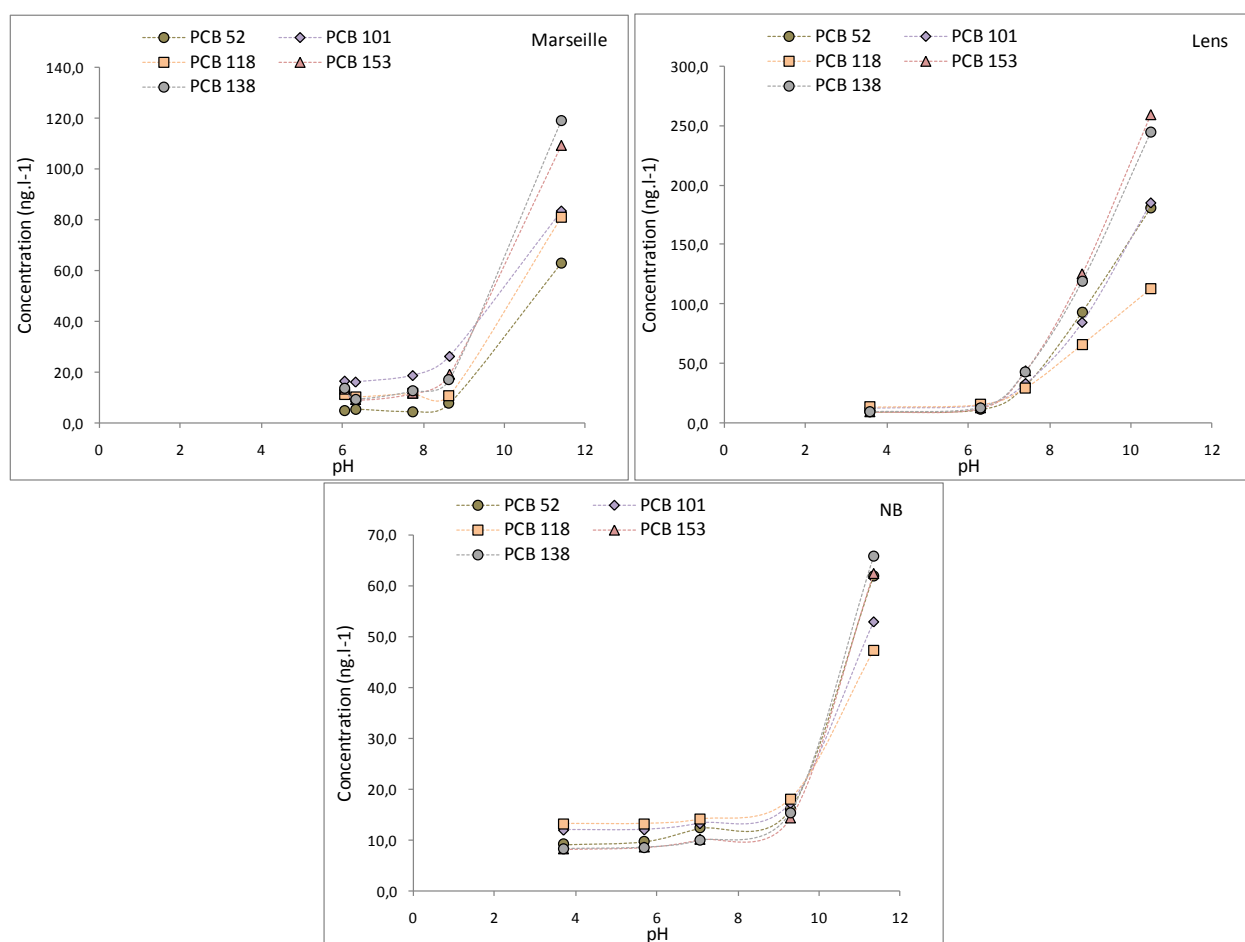 PCB 52 PCB 101 Marseille
PCB 118 PCB 153
PCB 138
140,0
120,0
100,0
80,0
60,0
40,0
20,0
0,0
Concentration (ng.l-1)
0 2 4 6 8 10 12
pH
PCB 52 PCB 101 Lens
PCB 118 PCB 153
PCB 138
300,0
250,0
200,0
150,0
100,0
50,0
0,0
Concentration (ng.l-1)
0 2 4 6 8 10 12
pH
PCB 52 PCB 101 NB
PCB 118 PCB 153
PCB 138
70,0
60,0
50,0
40,0
30,0
20,0
10,0
0,0
Concentration (ng.l-1)
0 2 4 6 8 10 12
pH